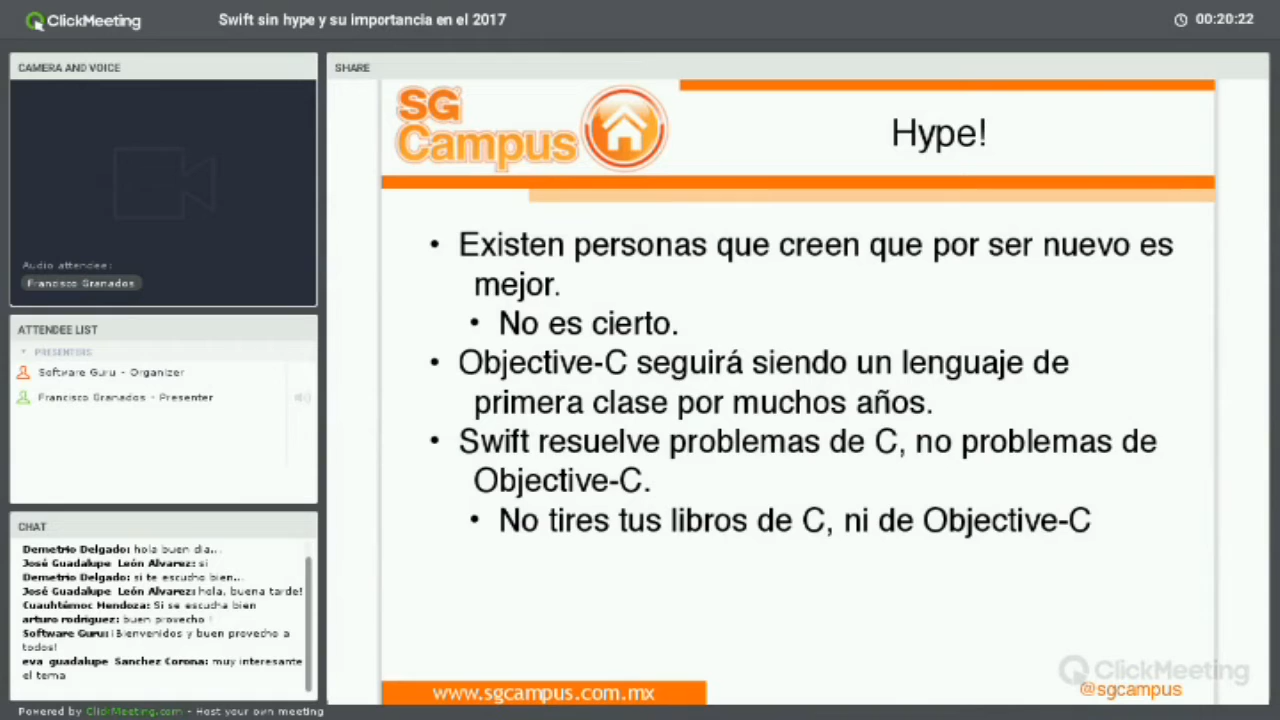 ClickMeeting
Swift sin hype y su importancia en el 2017
00:20:22
CAMERA AND VOICE
Audio attendee:
Francisco Granados
ATTENDEE LIST
PRESENTERS
Software Guru - Organizer
Francisco Granados - Presenter
CHAT
Demetrio Delgado: hola buen dia...
José Guadalupe León Alvarez: si
Demetrio Delgado: si te escucho bien...
José Guadalupe León Alvarez: hola, buena tarde!
Cuauhtémoc Mendoza: Si se escucha bien
arturo rodriguez: buen provecho !
Software Guru: ¡Bienvenidos y buen provecho a
todos!
eva guadalupe Sanchez Corona: muy interesante
el tema
SHARE
SG
Campus
Hype!
• Existen personas que creen que por ser nuevo es
mejor.
• No es cierto.
• Objective-C seguirá siendo un lenguaje de
primera clase por muchos años.
• Swift resuelve problemas de C, no problemas de
Objective-C.
• No tires tus libros de C, ni de Objective-C
www.sgcampus.com.mx
ClickMeeting
@sgcampus
Powered by ClickMeeting.com - Host your own meeting